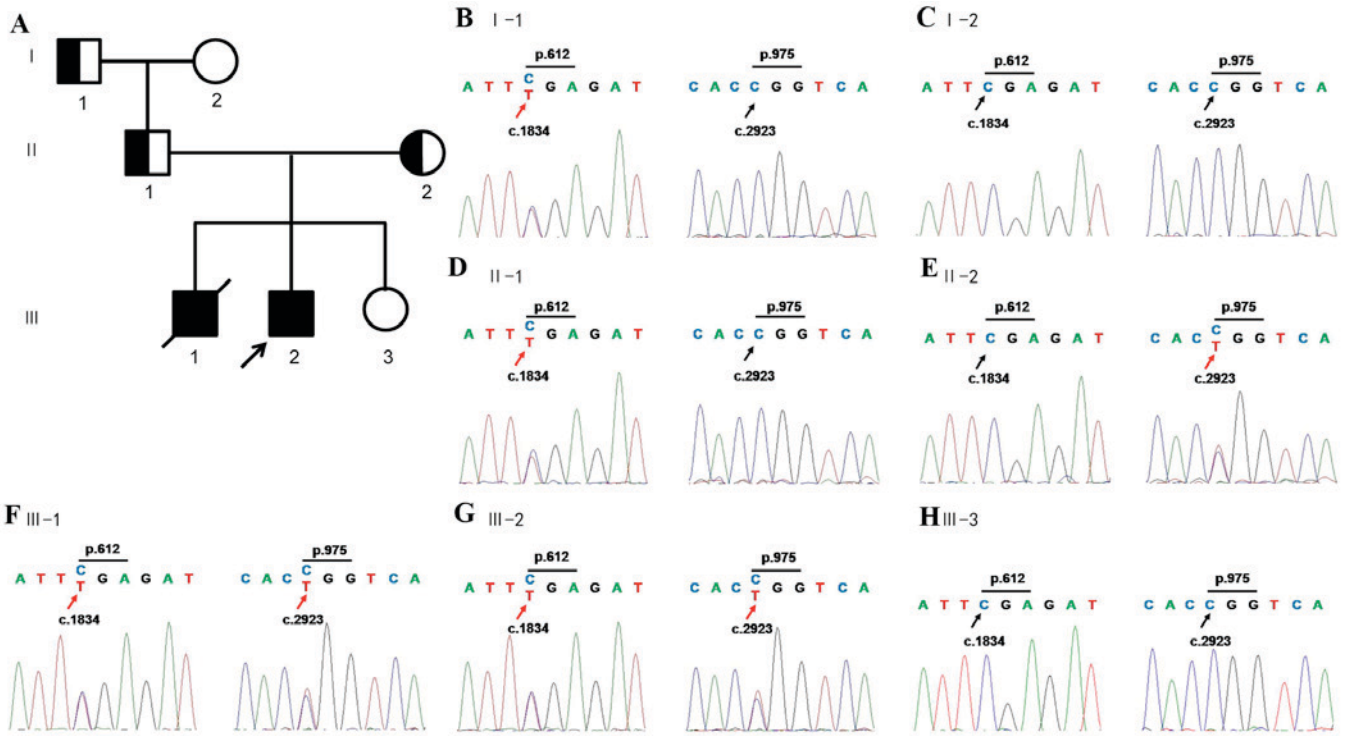 A
I
1
2
II
1
2
III
1
2
3
B I-1
p.612
p.975
A T T C G A G A T
T
C A C C G G T C A
c.1834
c.2923
C I-2
p.612
p.975
A T T C G A G A T
C A C C G G T C A
c.1834
c.2923
D II-1
p.612
p.975
A T T C G A G A T
T
C A C C G G T C A
c.1834
c.2923
E II-2
p.612
p.975
A T T C G A G A T
C A C C G G T C A
T
c.1834
c.2923
F III-1
p.612
p.975
A T T C G A G A T
T
C A C C G G T C A
T
c.1834
c.2923
G III-2
p.612
p.975
A T T C G A G A T
T
C A C C G G T C A
T
c.1834
c.2923
H III-3
p.612
p.975
A T T C G A G A T
C A C C G G T C A
c.1834
c.2923